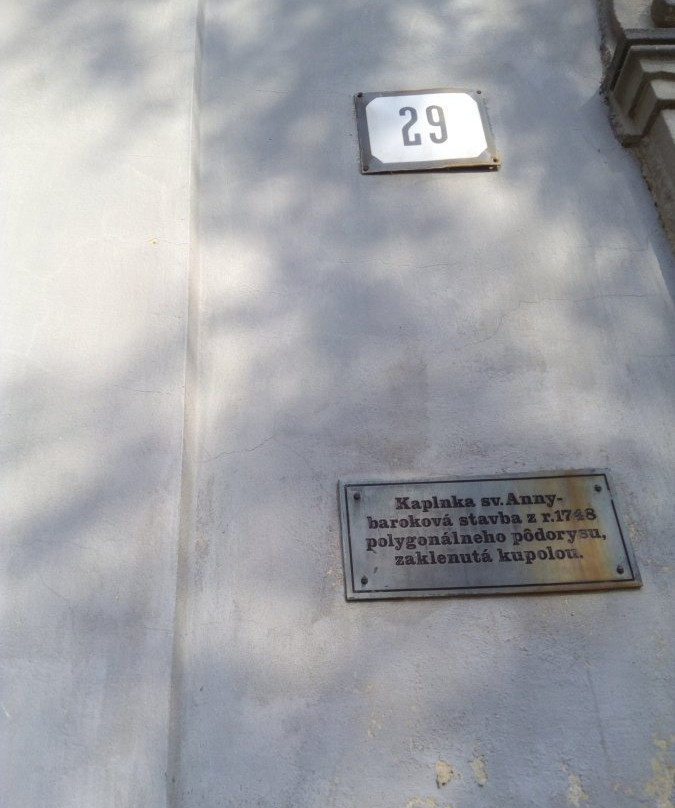 29
Kaplnka sv. Anny-
baroková stavba z r.1748
polygonálneho pôdorysu,
zaklenutá kupolou.